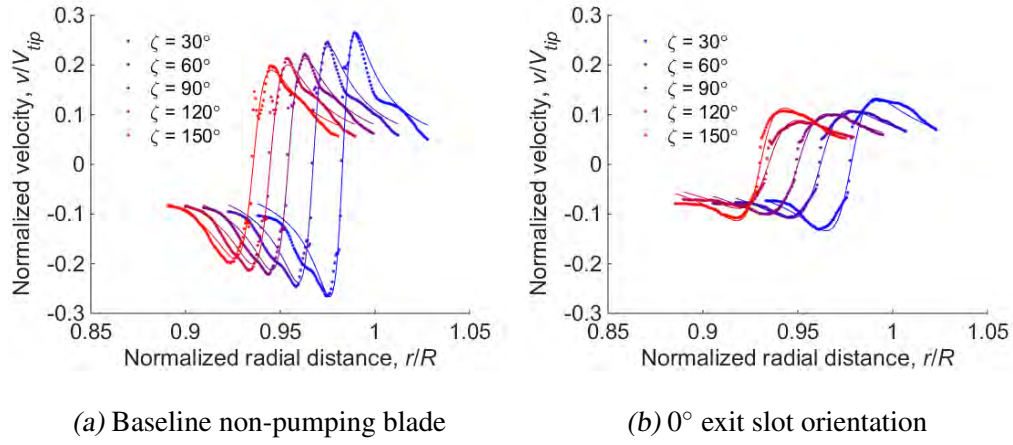 0.3
0.2
0.1
0
-0.1
-0.2
-0.3
Normalized velocity, v/V_tip
ζ = 30°
ζ = 60°
ζ = 90°
ζ = 120°
ζ = 150°
0.85
0.9
0.95
1
1.05
Normalized radial distance, r/R
(a) Baseline non-pumping blade
0.3
0.2
0.1
0
-0.1
-0.2
-0.3
Normalized velocity, v/V_tip
ζ = 30°
ζ = 60°
ζ = 90°
ζ = 120°
ζ = 150°
0.85
0.9
0.95
1
1.05
Normalized radial distance, r/R
(b) 0° exit slot orientation